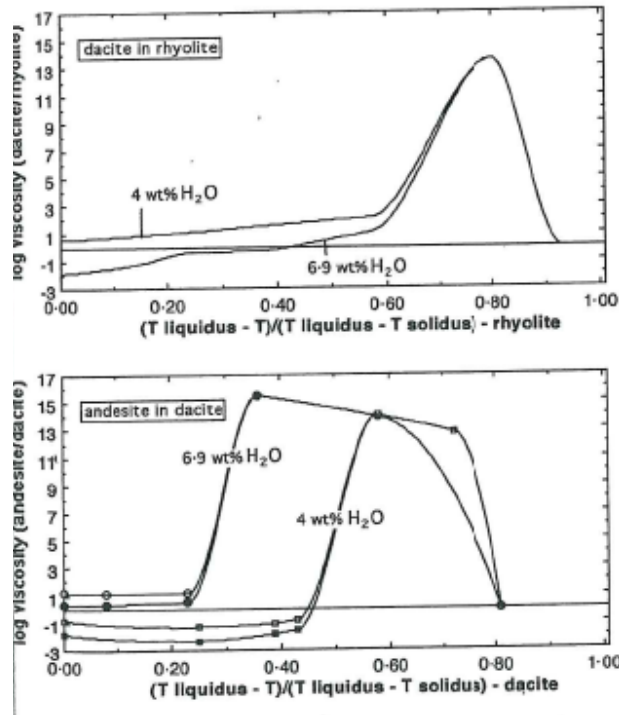 17
15
13
11
9
7
5
3
1
-1
-3
dacite in rhyolite
4 wt% H₂O
6·9 wt% H₂O
log viscosity (dacite/rhyolite)
0·00 0·20 0·40 0·60 0·80 1·00
(T liquidus - T)/(T liquidus - T solidus) - rhyolite
17
15
13
11
9
7
5
3
1
-1
-3
andesite in dacite
6·9 wt% H₂O
4 wt% H₂O
log viscosity (andesite/dacite)
0·00 0·20 0·40 0·60 0·80 1·00
(T liquidus - T)/(T liquidus - T solidus) - dacite